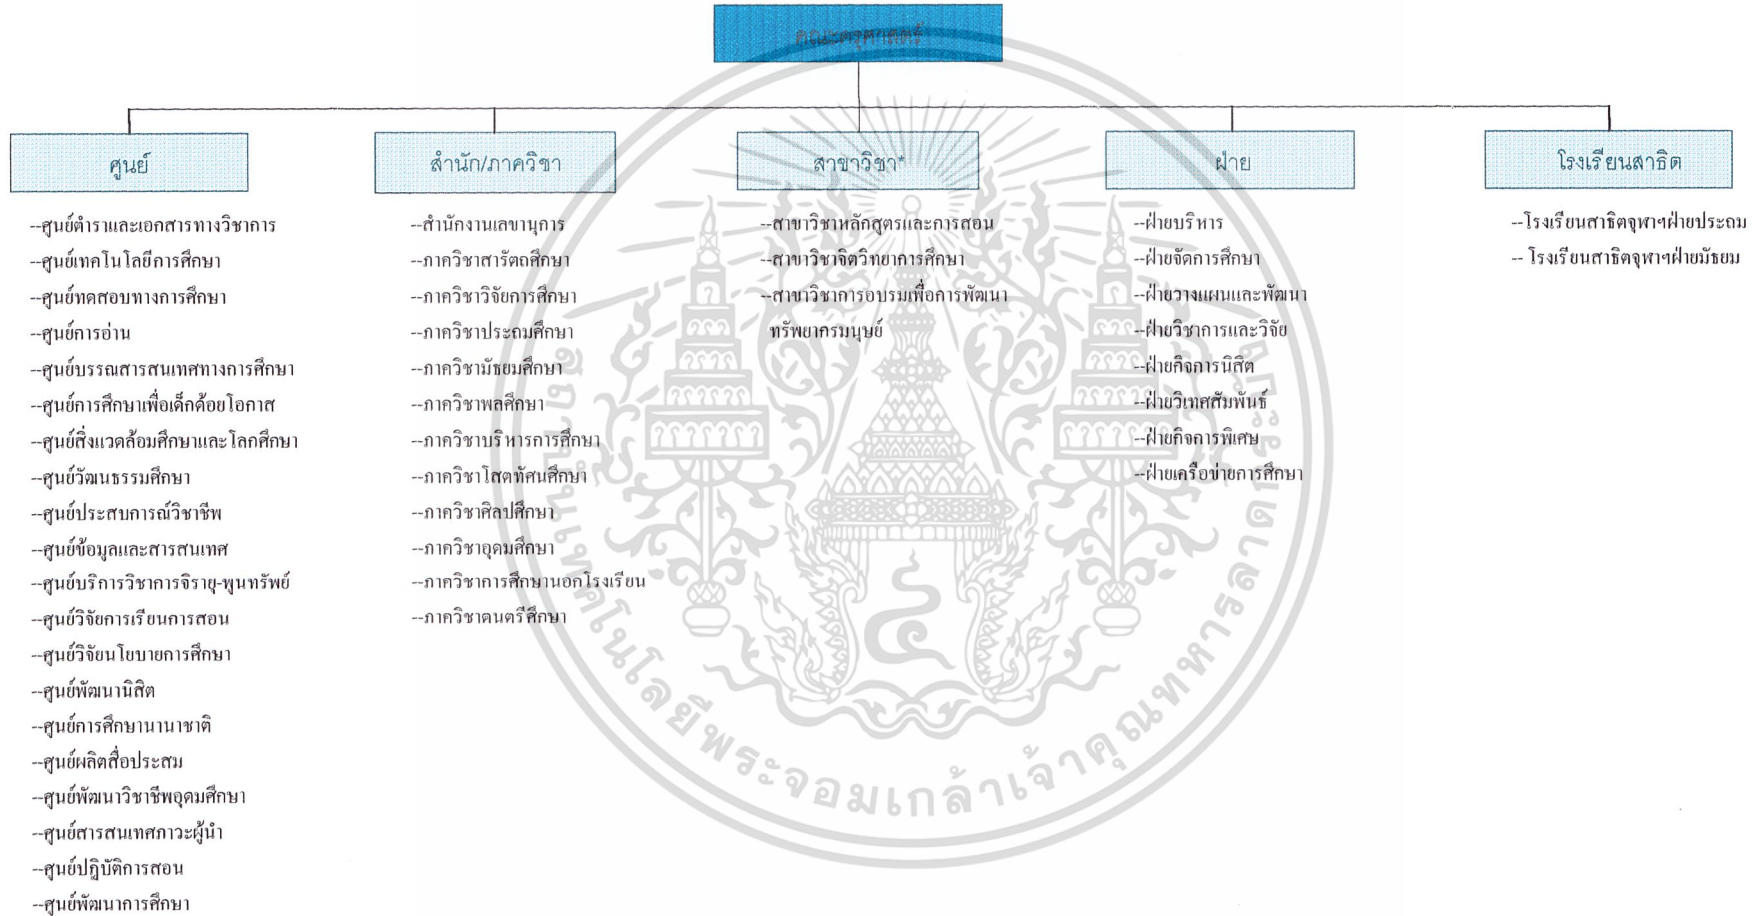 คณะครุศาสตร์
ศูนย์
--ศูนย์ตำราและเอกสารทางวิชาการ
--ศูนย์เทคโนโลยีการศึกษา
--ศูนย์ทดสอบทางการศึกษา
--ศูนย์การอ่าน
--ศูนย์บรรณสารสนเทศทางการศึกษา
--ศูนย์การศึกษาเพื่อเด็กด้อยโอกาส
--ศูนย์สิ่งแวดล้อมศึกษาและโลกศึกษา
--ศูนย์วัฒนธรรมศึกษา
--ศูนย์ประสบการณ์วิชาชีพ
--ศูนย์ข้อมูลและสารสนเทศ
--ศูนย์บริการวิชาการจิรายุ-พูนทรัพย์
--ศูนย์วิจัยการเรียนการสอน
--ศูนย์วิจัยนโยบายการศึกษา
--ศูนย์พัฒนานิสิต
--ศูนย์การศึกษานานาชาติ
--ศูนย์ผลิตสื่อประสม
--ศูนย์พัฒนาวิชาชีพอุดมศึกษา
--ศูนย์สารสนเทศภาวะผู้นำ
--ศูนย์ปฏิบัติการสอน
--ศูนย์พัฒนาการศึกษา
สำนัก/ภาควิชา
--สำนักงานเลขานุการ
--ภาควิชาสารัตถศึกษา
--ภาควิชาวิจัยการศึกษา
--ภาควิชาประถมศึกษา
--ภาควิชามัธยมศึกษา
--ภาควิชาพลศึกษา
--ภาควิชาบริหารการศึกษา
--ภาควิชาโสตทัศนศึกษา
--ภาควิชาศิลปศึกษา
--ภาควิชาอุดมศึกษา
--ภาควิชาการศึกษานอกโรงเรียน
--ภาควิชาดนตรีศึกษา
สาขาวิชา*
--สาขาวิชาหลักสูตรและการสอน
--สาขาวิชาจิตวิทยาการศึกษา
--สาขาวิชาการอบรมเพื่อการพัฒนา
ทรัพยากรมนุษย์
ฝ่าย
--ฝ่ายบริหาร
--ฝ่ายจัดการศึกษา
--ฝ่ายวางแผนและพัฒนา
--ฝ่ายวิชาการและวิจัย
--ฝ่ายกิจการนิสิต
--ฝ่ายวิเทศสัมพันธ์
--ฝ่ายกิจการพิเศษ
--ฝ่ายเครือข่ายการศึกษา
โรงเรียนสาธิต
--โรงเรียนสาธิตจุฬาฯฝ่ายประถม
-- โรงเรียนสาธิตจุฬาฯฝ่ายมัธยม
สถาบันเทคโนโลยีพระจอมเกล้าเจ้าคุณทหารลาดกระบัง